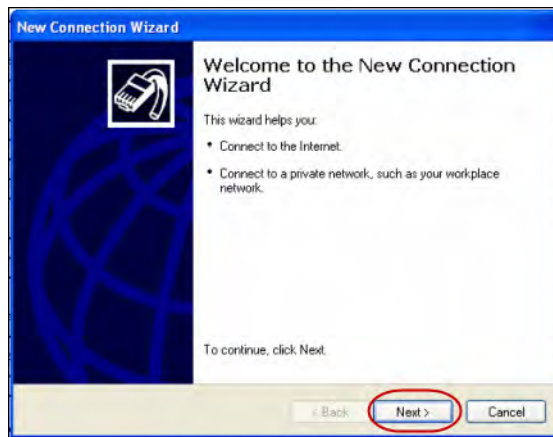 New Connection Wizard
Welcome to the New Connection
Wizard
This wizard helps you:
• Connect to the Internet.
• Connect to a private network, such as your workplace
network.
To continue, click Next.
< Back
Next >
Cancel